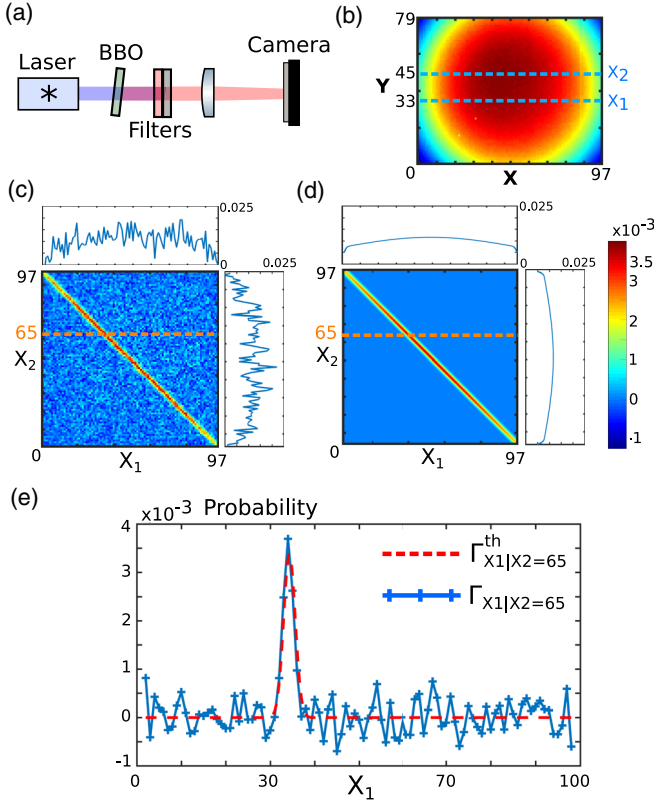 (a)
Laser
*
BBO
Filters
Camera
(b)
79
45
Y
33
0
X
97
X₂
X₁
(c)
0.025
0
0.025
97
65
X₂
0
X₁
97
(d)
0.025
0
0.025
97
65
X₂
0
X₁
97
x10⁻³
3.5
3
2
1
0
-1
(e)
x10⁻³ Probability
4
3
2
1
0
-1
0
30
70
100
X₁
Γᵗʰ X1|X2=65
Γ X1|X2=65